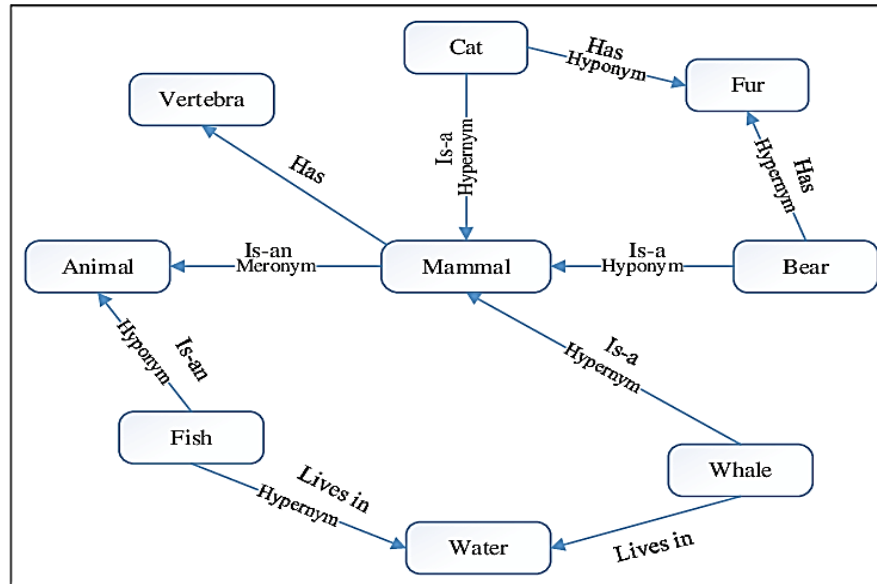 Cat
Has
Hyponym
Fur
Vertebra
Is-a
Hypernym
Has
Hypernym
Has
Animal
Is-an
Meronym
Mammal
Is-a
Hyponym
Bear
Is-an
Hyponym
Is-a
Hypernym
Fish
Whale
Lives in
Hypernym
Water
Lives in